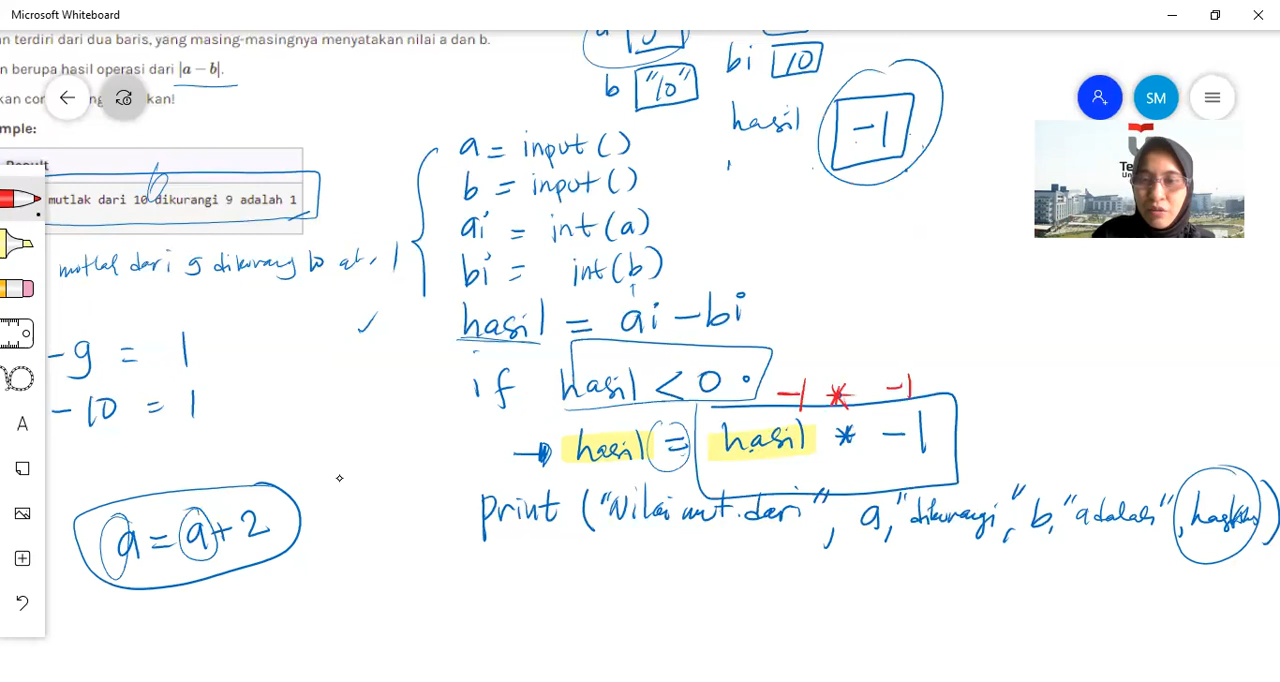 Microsoft Whiteboard
an terdiri dari dua baris, yang masing-masingnya menyatakan nilai a dan b.
n berupa hasil operasi dari |a − b|.
mple:
Result
mutlak dari 10 dikurangi 9 adalah 1
b
mutlak dari 9 dikurang 10 ad. 1
-9 = 1
-10 = 1
a = a + 2
a
b "10"
bi 10
hasil -1
a = input ()
b = input ()
ai = int (a)
bi = int (b)
hasil = ai - bi
if hasil < 0 :
-1 * -1
hasil = hasil * -1
print ("Nilai mut. dari", a, "dikurangi", b, "adalah", hasil)
SM
A